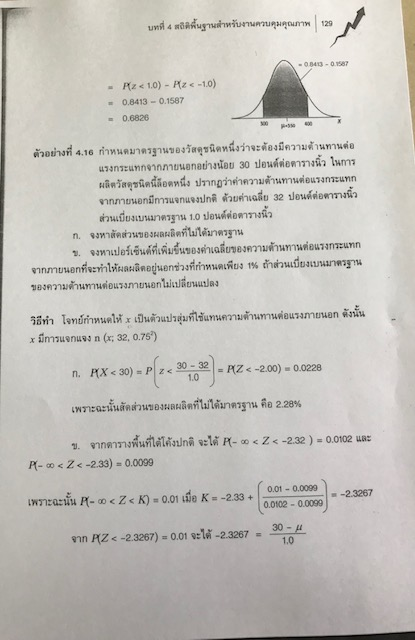 บทที่ 4 สถิติพื้นฐานสำหรับงานควบคุมคุณภาพ | 129
= P(z < 1.0) - P(z < -1.0)
= 0.8413 - 0.1587
= 0.6826
= 0.8413 - 0.1587
300 μ=350 400 x
ตัวอย่างที่ 4.16 กำหนดมาตรฐานของวัสดุชนิดหนึ่งว่าจะต้องมีความต้านทานต่อ
แรงกระแทกจากภายนอกอย่างน้อย 30 ปอนด์ต่อตารางนิ้ว ในการ
ผลิตวัสดุชนิดนี้ล็อตหนึ่ง ปรากฏว่าค่าความต้านทานต่อแรงกระแทก
จากภายนอกมีการแจกแจงปกติ ด้วยค่าเฉลี่ย 32 ปอนด์ต่อตารางนิ้ว
ส่วนเบี่ยงเบนมาตรฐาน 1.0 ปอนด์ต่อตารางนิ้ว
ก. จงหาสัดส่วนของผลผลิตที่ไม่ได้มาตรฐาน
ข. จงหาเปอร์เซ็นต์ที่เพิ่มขึ้นของค่าเฉลี่ยของความต้านทานต่อแรงกระแทก
จากภายนอกที่จะทำให้ผลผลิตอยู่นอกช่วงที่กำหนดเพียง 1% ถ้าส่วนเบี่ยงเบนมาตรฐาน
ของความต้านทานต่อแรงภายนอกไม่เปลี่ยนแปลง
วิธีทำ โจทย์กำหนดให้ x เป็นตัวแปรสุ่มที่ใช้แทนความต้านทานต่อแรงภายนอก ดังนั้น
x มีการแจกแจง n (x; 32, 0.75²)
ก. P(X < 30) = P( z < (30 - 32)/1.0 ) = P(Z < -2.00) = 0.0228
เพราะฉะนั้นสัดส่วนของผลผลิตที่ไม่ได้มาตรฐาน คือ 2.28%
ข. จากตารางพื้นที่ใต้โค้งปกติ จะได้ P(- ∞ < Z < -2.32 ) = 0.0102 และ
P(- ∞ < Z < -2.33) = 0.0099
เพราะฉะนั้น P(- ∞ < Z < K) = 0.01 เมื่อ K = -2.33 + ( (0.01 - 0.0099)/(0.0102 - 0.0099) ) = -2.3267
จาก P(Z < -2.3267) = 0.01 จะได้ -2.3267 = (30 - μ)/1.0